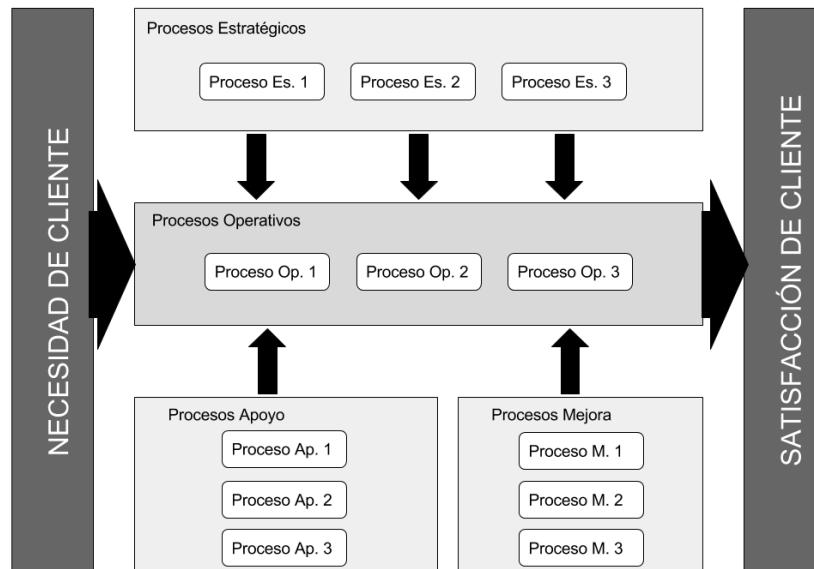 NECESIDAD DE CLIENTE
Procesos Estratégicos
Proceso Es. 1
Proceso Es. 2
Proceso Es. 3
Procesos Operativos
Proceso Op. 1
Proceso Op. 2
Proceso Op. 3
Procesos Apoyo
Proceso Ap. 1
Proceso Ap. 2
Proceso Ap. 3
Procesos Mejora
Proceso M. 1
Proceso M. 2
Proceso M. 3
SATISFACCIÓN DE CLIENTE